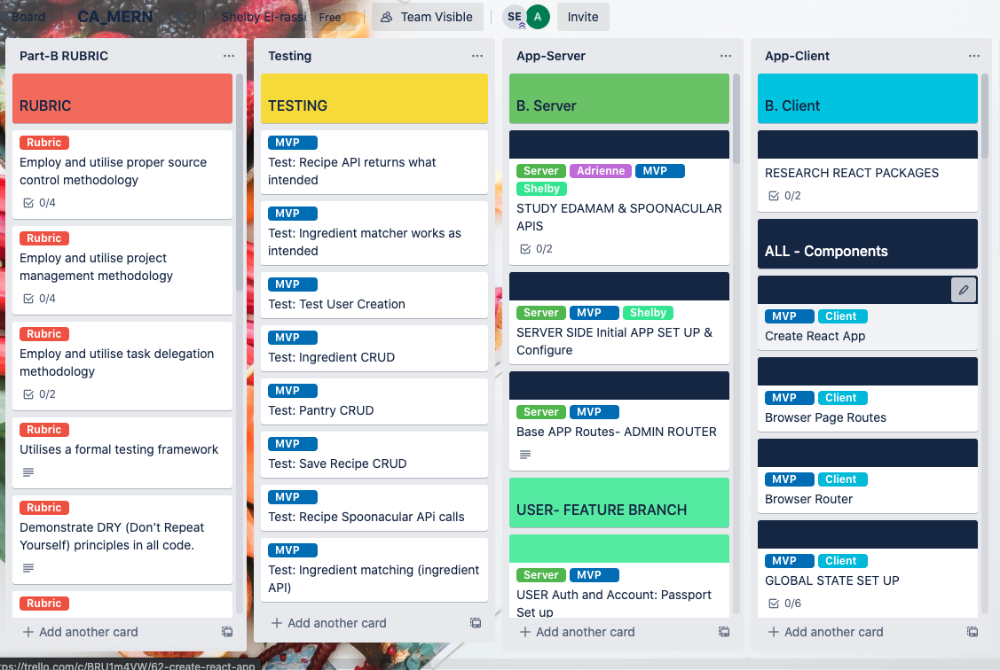 Board
CA_MERN
Shelby El-rassi
Free
Team Visible
SE
A
Invite
Part-B RUBRIC
RUBRIC
Rubric
Employ and utilise proper source
control methodology
0/4
Rubric
Employ and utilise project
management methodology
0/4
Rubric
Employ and utilise task delegation
methodology
0/2
Rubric
Utilises a formal testing framework
Rubric
Demonstrate DRY (Don’t Repeat
Yourself) principles in all code.
Rubric
+ Add another card
Testing
TESTING
MVP
Test: Recipe API returns what
intended
MVP
Test: Ingredient matcher works as
intended
MVP
Test: Test User Creation
MVP
Test: Ingredient CRUD
MVP
Test: Pantry CRUD
MVP
Test: Save Recipe CRUD
MVP
Test: Recipe Spoonacular APi calls
MVP
Test: Ingredient matching (ingredient
API)
+ Add another card
App-Server
B. Server
Server Adrienne MVP
Shelby
STUDY EDAMAM & SPOONACULAR
APIS
0/2
Server MVP Shelby
SERVER SIDE Initial APP SET UP &
Configure
Server MVP
Base APP Routes- ADMIN ROUTER
USER- FEATURE BRANCH
Server MVP
USER Auth and Account: Passport
Set up
+ Add another card
App-Client
B. Client
RESEARCH REACT PACKAGES
0/2
ALL - Components
MVP Client
Create React App
MVP Client
Browser Page Routes
MVP Client
Browser Router
MVP Client
GLOBAL STATE SET UP
0/6
+ Add another card
ps://trello.com/c/BRU1m4VW/62-create-react-app